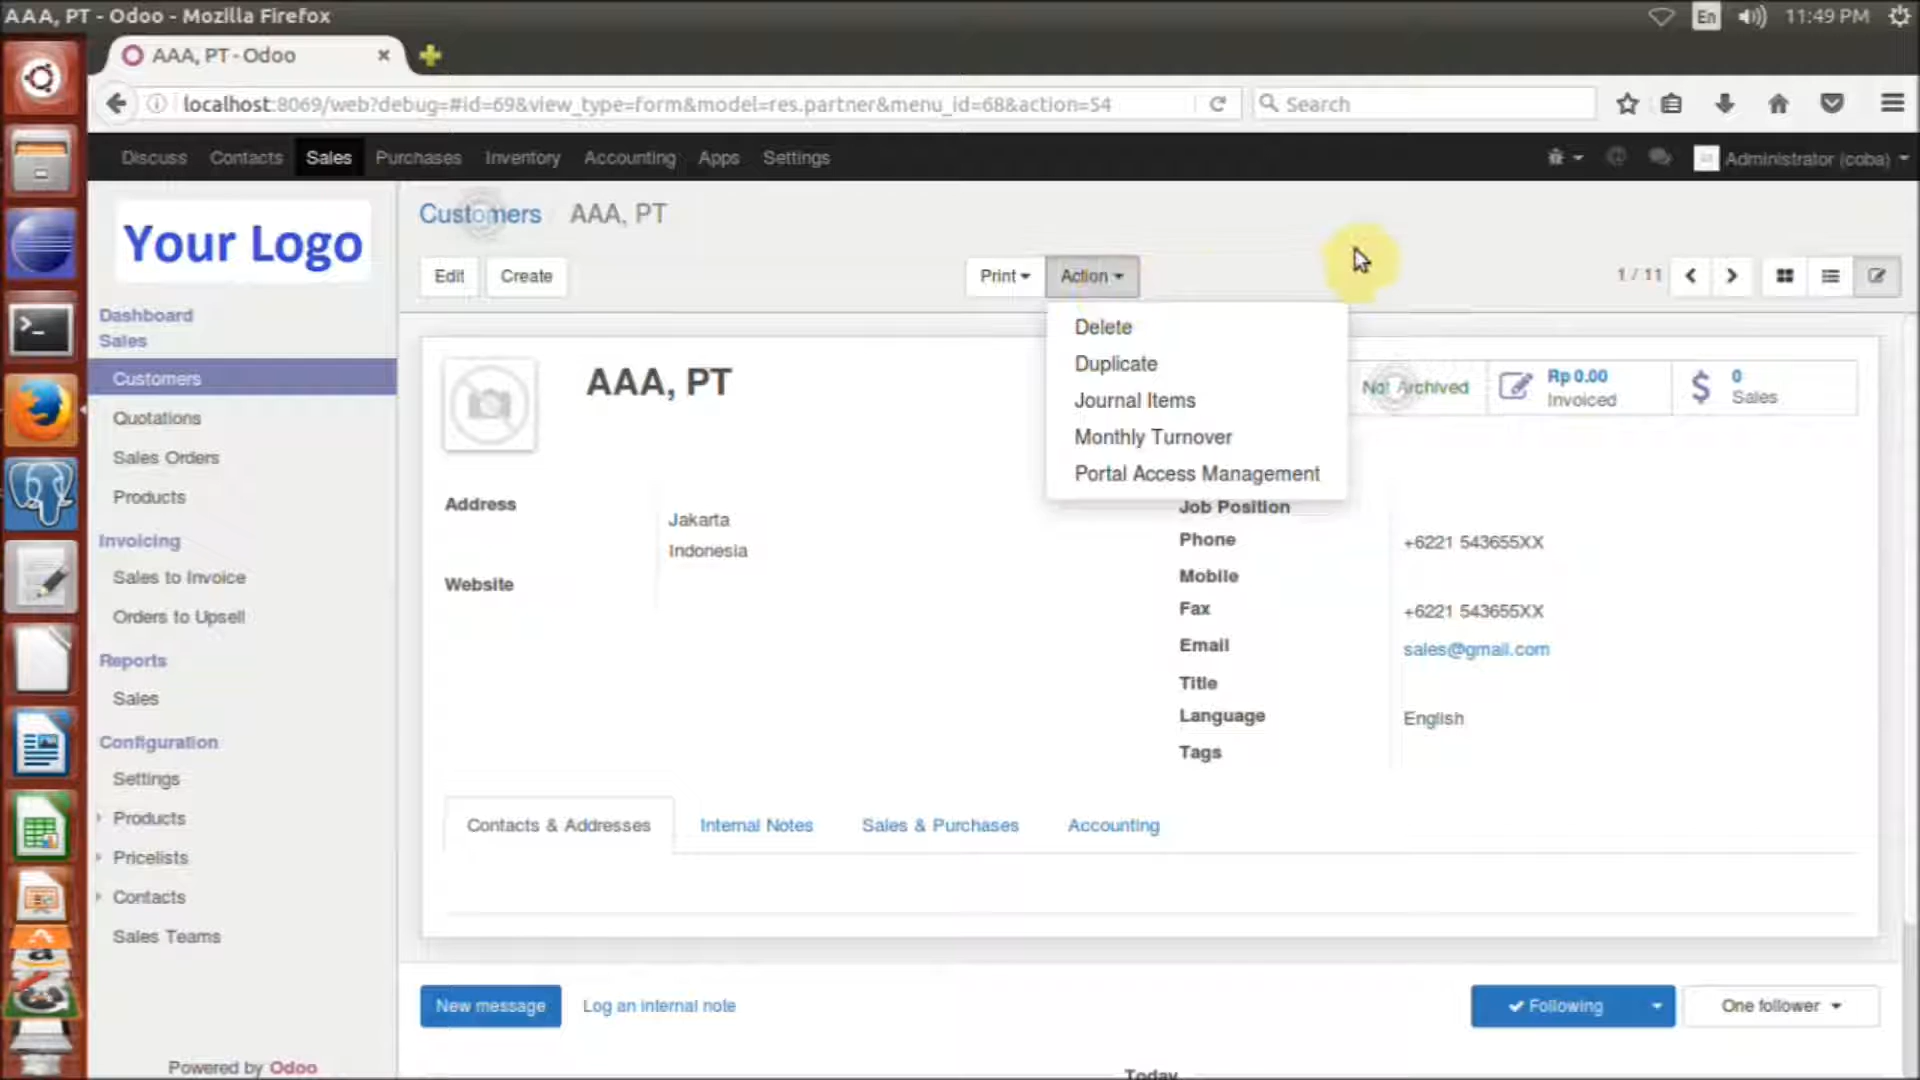 AAA, PT - Odoo - Mozilla Firefox
En
11:49 PM
AAA, PT - Odoo
localhost:8069/web?debug=#id=69&view_type=form&model=res.partner&menu_id=68&action=54
Search
Discuss Contacts Sales Purchases Inventory Accounting Apps Settings
Administrator (coba)
Your Logo
Customers AAA, PT
Edit Create Print Action 1 / 11
Dashboard
Sales
Customers
Quotations
Sales Orders
Products
Invoicing
Sales to Invoice
Orders to Upsell
Reports
Sales
Configuration
Settings
Products
Pricelists
Contacts
Sales Teams
Powered by Odoo
Delete
Duplicate
Journal Items
Monthly Turnover
Portal Access Management
AAA, PT
Not Archived
Rp 0.00
Invoiced
0
Sales
Address
Jakarta
Indonesia
Website
Job Position
Phone +6221 543655XX
Mobile
Fax +6221 543655XX
Email sales@gmail.com
Title
Language English
Tags
Contacts & Addresses Internal Notes Sales & Purchases Accounting
New message Log an internal note Following One follower
Today